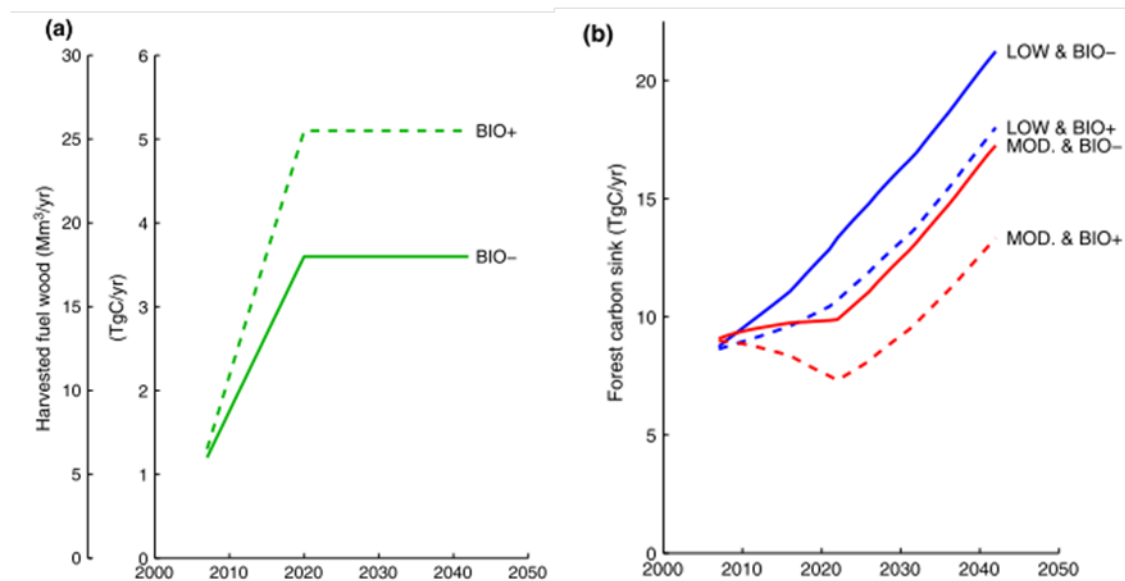 (a)
30
25
20
15
10
5
0
Harvested fuel wood (Mm³/yr)
6
5
4
3
2
1
0
(TgC/yr)
BIO+
BIO−
2000 2010 2020 2030 2040 2050
(b)
20
15
10
5
0
Forest carbon sink (TgC/yr)
LOW & BIO−
LOW & BIO+
MOD. & BIO−
MOD. & BIO+
2000 2010 2020 2030 2040 2050